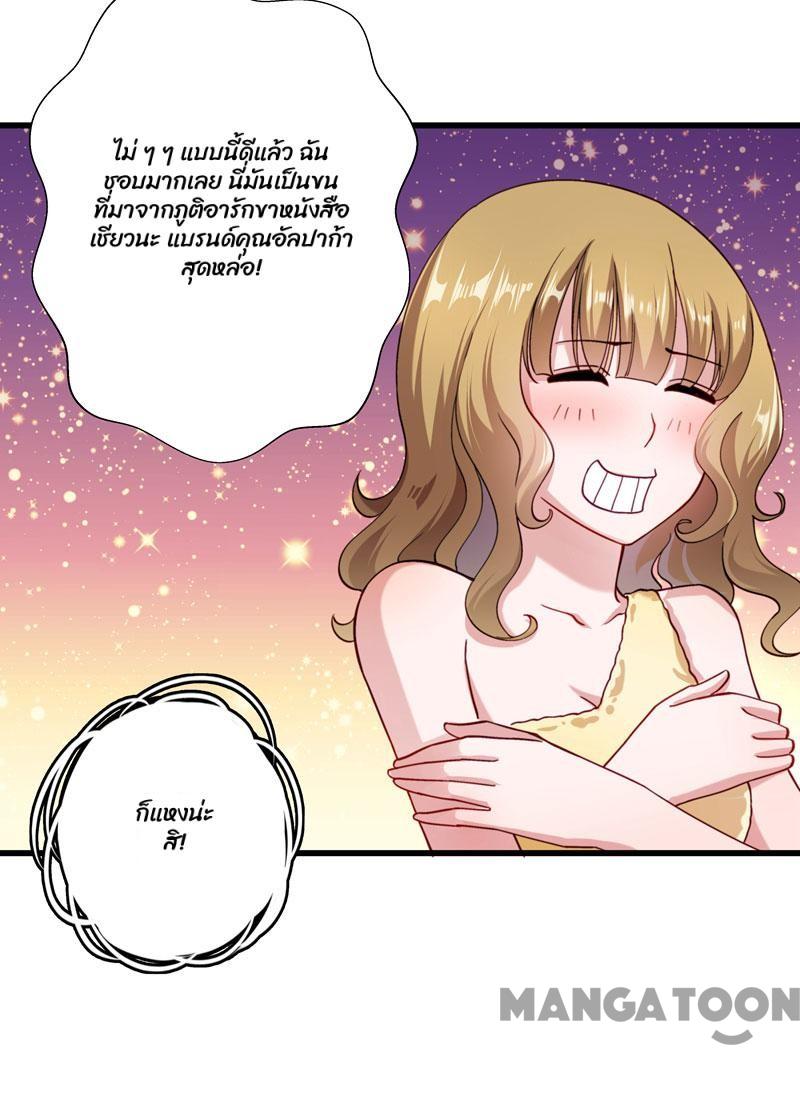 ไม่ ๆ ๆ แบบนี้ดีแล้ว ฉัน
ชอบมากเลย นี่มันเป็นขน
ที่มาจากภูติอารักขาหนังสือ
เชียวนะ แบรนด์คุณอัลปาก้า
สุดหล่อ!
ก็แหงน่ะ
สิ!
MANGATOON